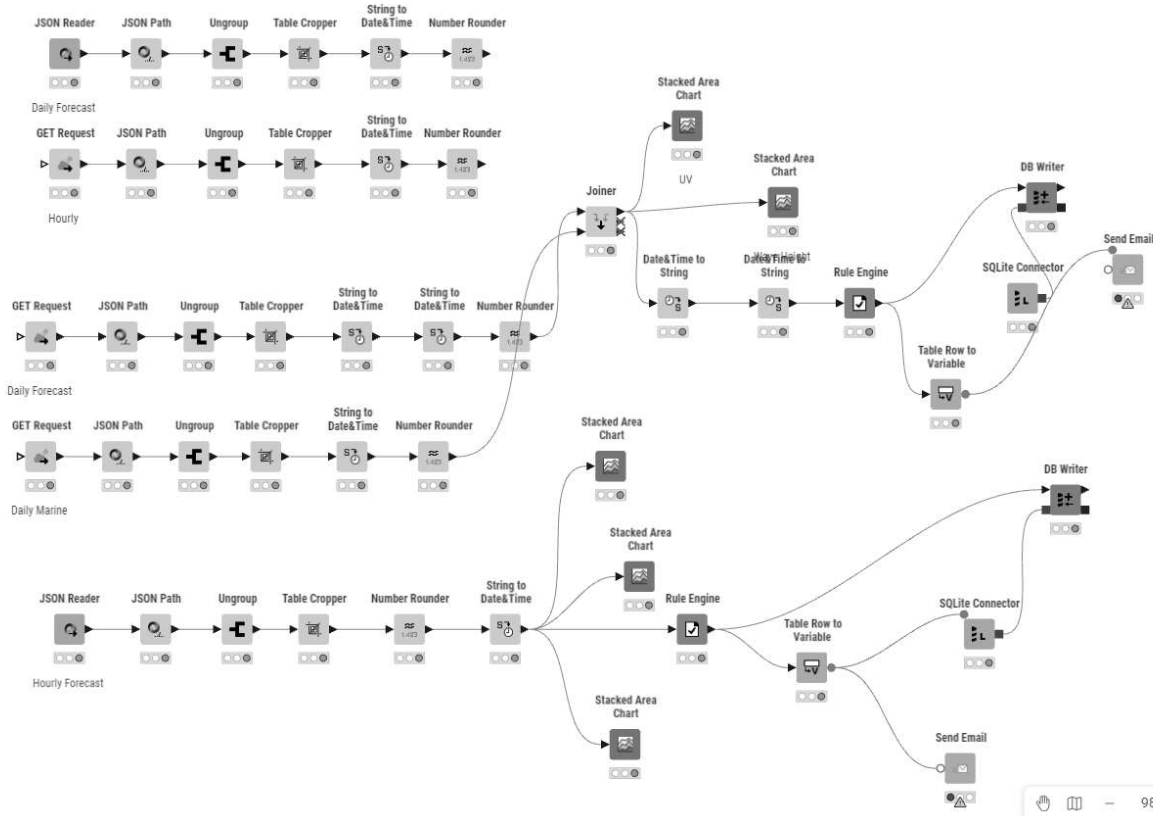 JSON Reader
JSON Path
Ungroup
Table Cropper
String to
Date&Time
Number Rounder
Daily Forecast
GET Request
JSON Path
Ungroup
Table Cropper
String to
Date&Time
Number Rounder
Hourly
Stacked Area
Chart
UV
Stacked Area
Chart
Joiner
DB Writer
Date&Time to
String
Date&Time to
String
Rule Engine
SQLite Connector
Send Email
Table Row to
Variable
GET Request
JSON Path
Ungroup
Table Cropper
String to
Date&Time
String to
Date&Time
Number Rounder
Daily Forecast
GET Request
JSON Path
Ungroup
Table Cropper
String to
Date&Time
Number Rounder
Daily Marine
Stacked Area
Chart
Stacked Area
Chart
DB Writer
JSON Reader
JSON Path
Ungroup
Table Cropper
Number Rounder
String to
Date&Time
Hourly Forecast
Rule Engine
Table Row to
Variable
SQLite Connector
Stacked Area
Chart
Send Email
98